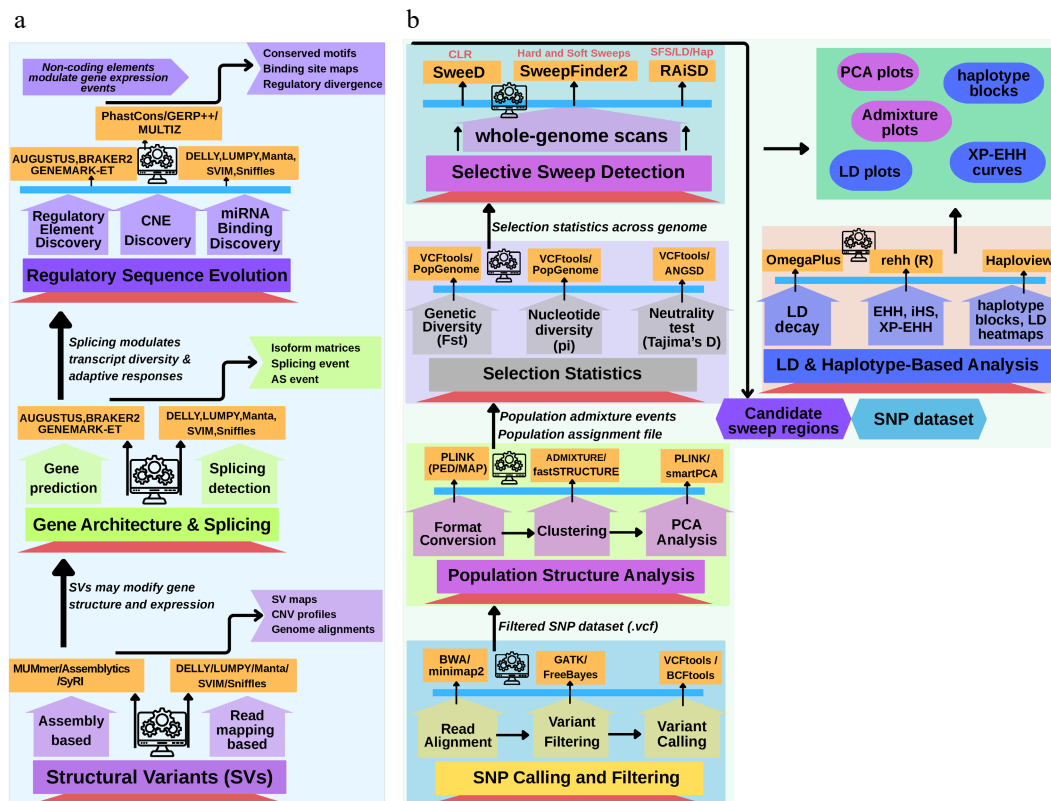 a
Non-coding elements
modulate gene expression
events
Conserved motifs
Binding site maps
Regulatory divergence
PhastCons/GERP++/
MULTIZ
AUGUSTUS,BRAKER2
GENEMARK-ET
DELLY,LUMPY,Manta,
SVIM,Sniffles
Regulatory
Element
Discovery
CNE
Discovery
miRNA
Binding
Discovery
Regulatory Sequence Evolution
Splicing modulates
transcript diversity &
adaptive responses
Isoform matrices
Splicing event
AS event
AUGUSTUS,BRAKER2
GENEMARK-ET
DELLY,LUMPY,Manta,
SVIM,Sniffles
Gene
prediction
Splicing
detection
Gene Architecture & Splicing
SVs may modify gene
structure and expression
SV maps
CNV profiles
Genome alignments
MUMmer/Assemblytics
/SyRI
DELLY/LUMPY/Manta/
SVIM/Sniffles
Assembly
based
Read
mapping
based
Structural Variants (SVs)
b
CLR
Hard and Soft Sweeps
SFS/LD/Hap
SweeD
SweepFinder2
RAiSD
whole-genome scans
Selective Sweep Detection
Selection statistics across genome
VCFtools/
PopGenome
VCFtools/
PopGenome
VCFtools/
ANGSD
Genetic
Diversity
(Fst)
Nucleotide
diversity
(pi)
Neutrality
test
(Tajima's D)
Selection Statistics
Population admixture events
Population assignment file
PLINK
(PED/MAP)
ADMIXTURE/
fastSTRUCTURE
PLINK/
smartPCA
Format
Conversion
Clustering
PCA
Analysis
Population Structure Analysis
Filtered SNP dataset (.vcf)
BWA/
minimap2
GATK/
FreeBayes
VCFtools /
BCFtools
Read
Alignment
Variant
Filtering
Variant
Calling
SNP Calling and Filtering
PCA plots
haplotype
blocks
Admixture
plots
LD plots
XP-EHH
curves
OmegaPlus
rehh (R)
Haploview
LD
decay
EHH, iHS,
XP-EHH
haplotype
blocks, LD
heatmaps
LD & Haplotype-Based Analysis
Candidate
sweep regions
SNP dataset